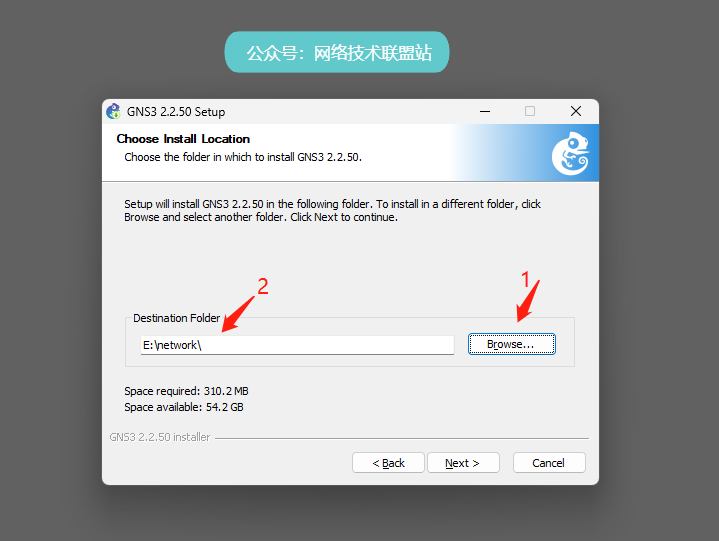 公众号：网络技术联盟站
GNS3 2.2.50 Setup
Choose Install Location
Choose the folder in which to install GNS3 2.2.50.
Setup will install GNS3 2.2.50 in the following folder. To install in a different folder, click
Browse and select another folder. Click Next to continue.
1
2
Destination Folder
E:\network\
Browse...
Space required: 310.2 MB
Space available: 54.2 GB
GNS3 2.2.50 installer
< Back
Next >
Cancel